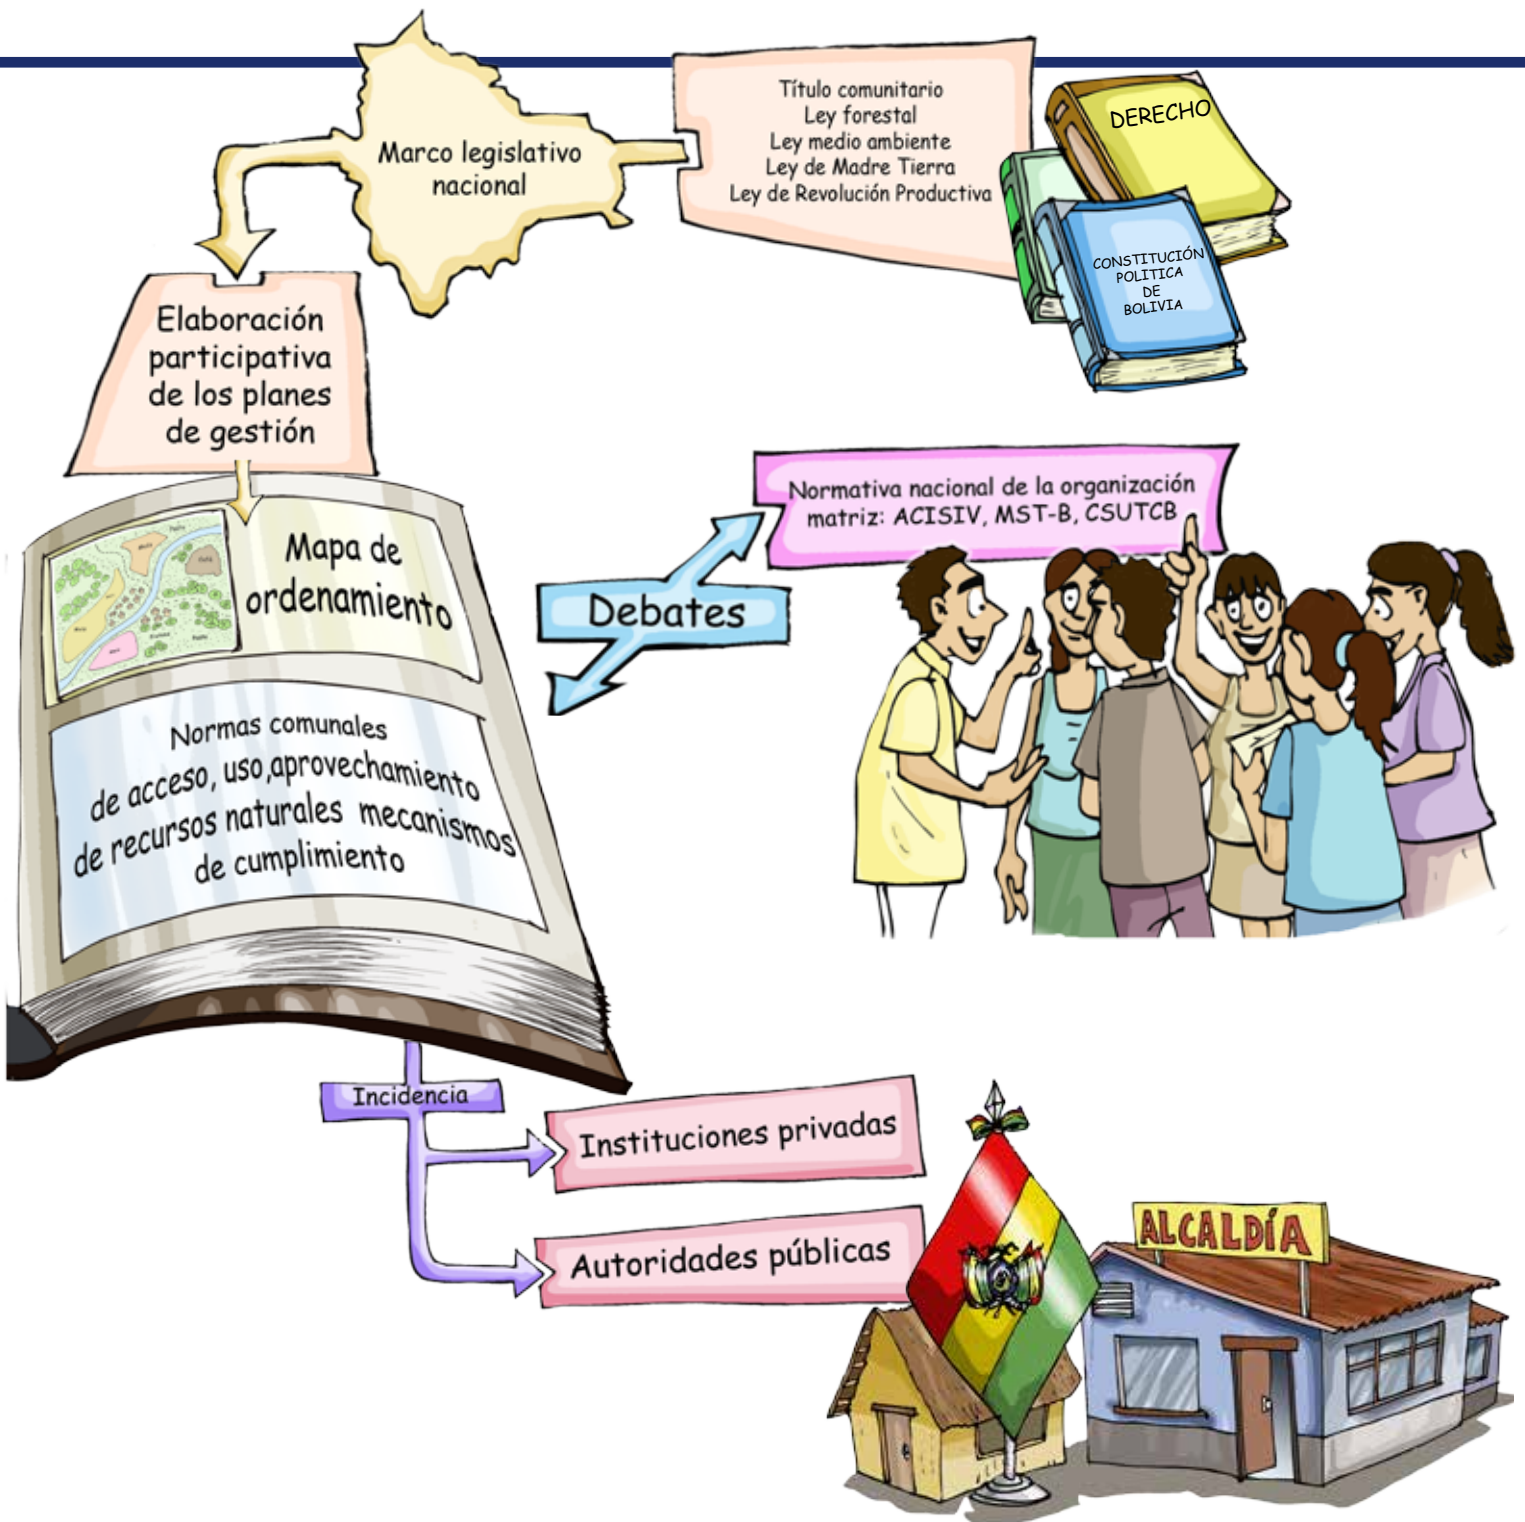 Marco legislativo
nacional
Título comunitario
Ley forestal
Ley medio ambiente
Ley de Madre Tierra
Ley de Revolución Productiva
DERECHO
CONSTITUCIÓN
POLITICA
DE
BOLIVIA
Elaboración
participativa
de los planes
de gestión
Mapa de
ordenamiento
Normas comunales
de acceso, uso,aprovechamiento
de recursos naturales mecanismos
de cumplimiento
Debates
Normativa nacional de la organización
matriz: ACISIV, MST-B, CSUTCB
Incidencia
Instituciones privadas
Autoridades públicas
ALCALDÍA